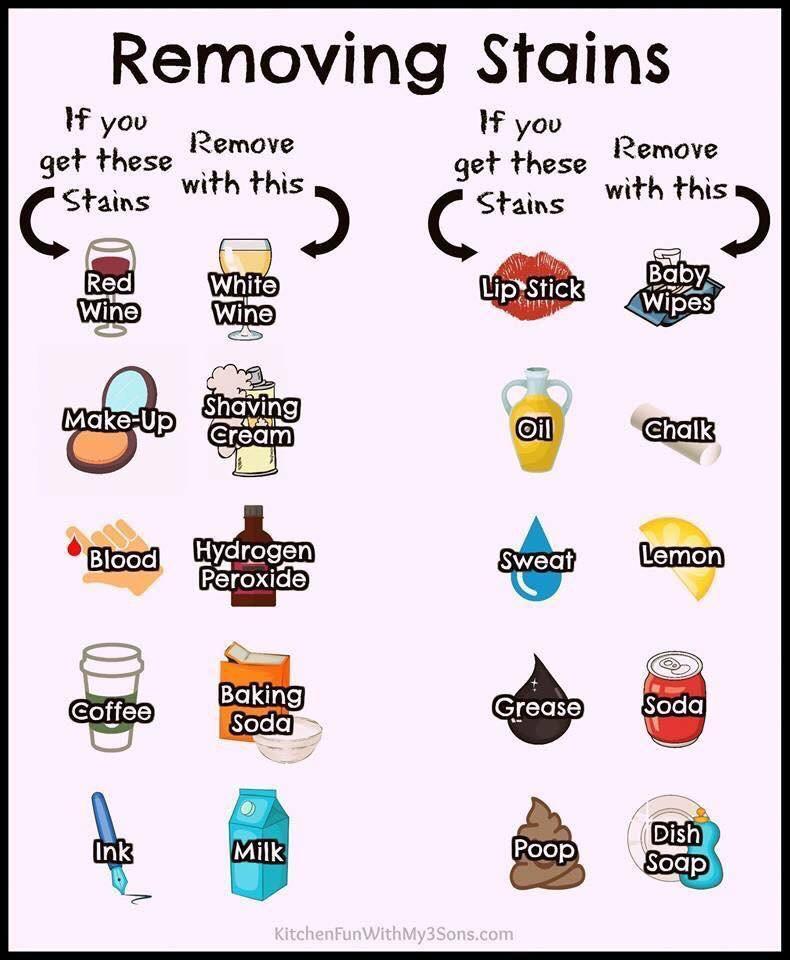 Removing Stains
If you
get these
Stains
Remove
with this
If you
get these
Stains
Remove
with this
Red
Wine
White
Wine
Lip Stick
Baby
Wipes
Make-Up
Shaving
Cream
Oil
Chalk
Blood
Hydrogen
Peroxide
Sweat
Lemon
Coffee
Baking
Soda
Grease
Soda
Ink
Milk
Poop
Dish
Soap
KitchenFunWithMy3Sons.com